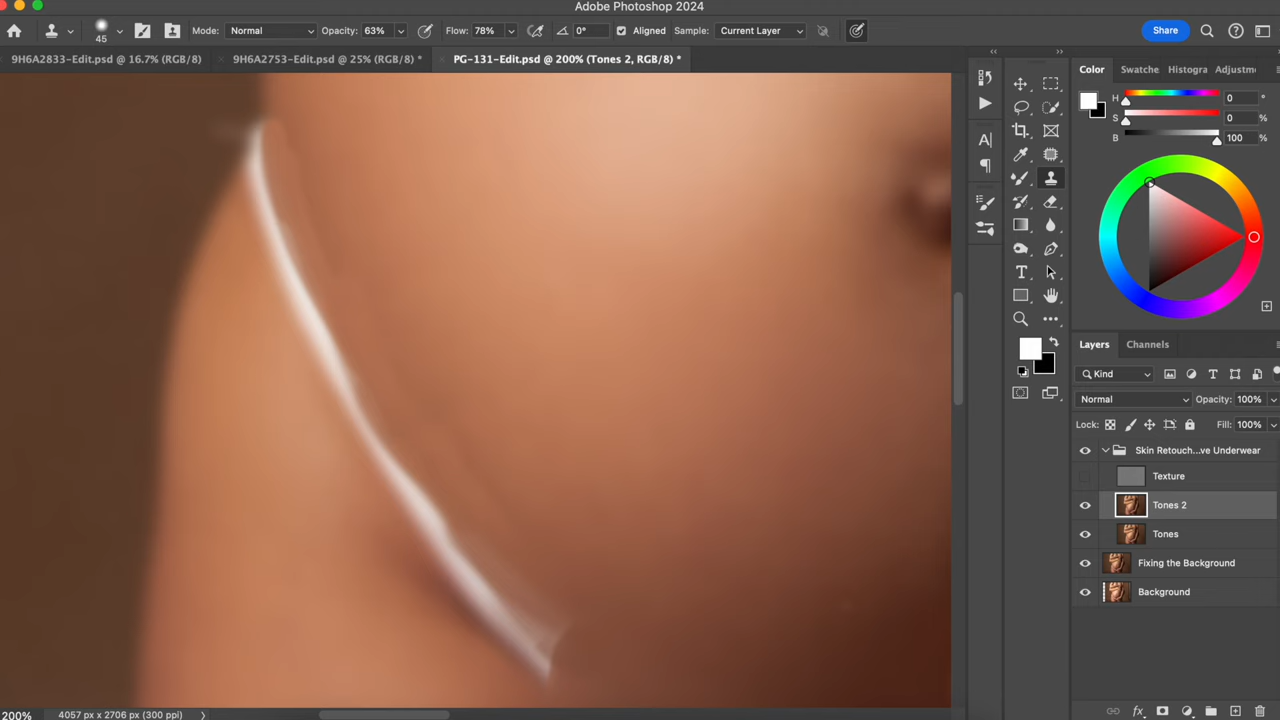 Adobe Photoshop 2024
45
Mode: Normal
Opacity: 63%
Flow: 78%
0°
Aligned
Sample: Current Layer
Share
9H6A2833-Edit.psd @ 16.7% (RGB/8)
9H6A2753-Edit.psd @ 25% (RGB/8) *
PG-131-Edit.psd @ 200% (Tones 2, RGB/8) *
Color
Swatche
Histogra
Adjustm
H 0 °
S 0 %
B 100 %
Layers
Channels
Kind
Normal
Opacity: 100%
Lock:
Fill: 100%
Skin Retouch...ve Underwear
Texture
Tones 2
Tones
Fixing the Background
Background
200%
4057 px x 2706 px (300 ppi)